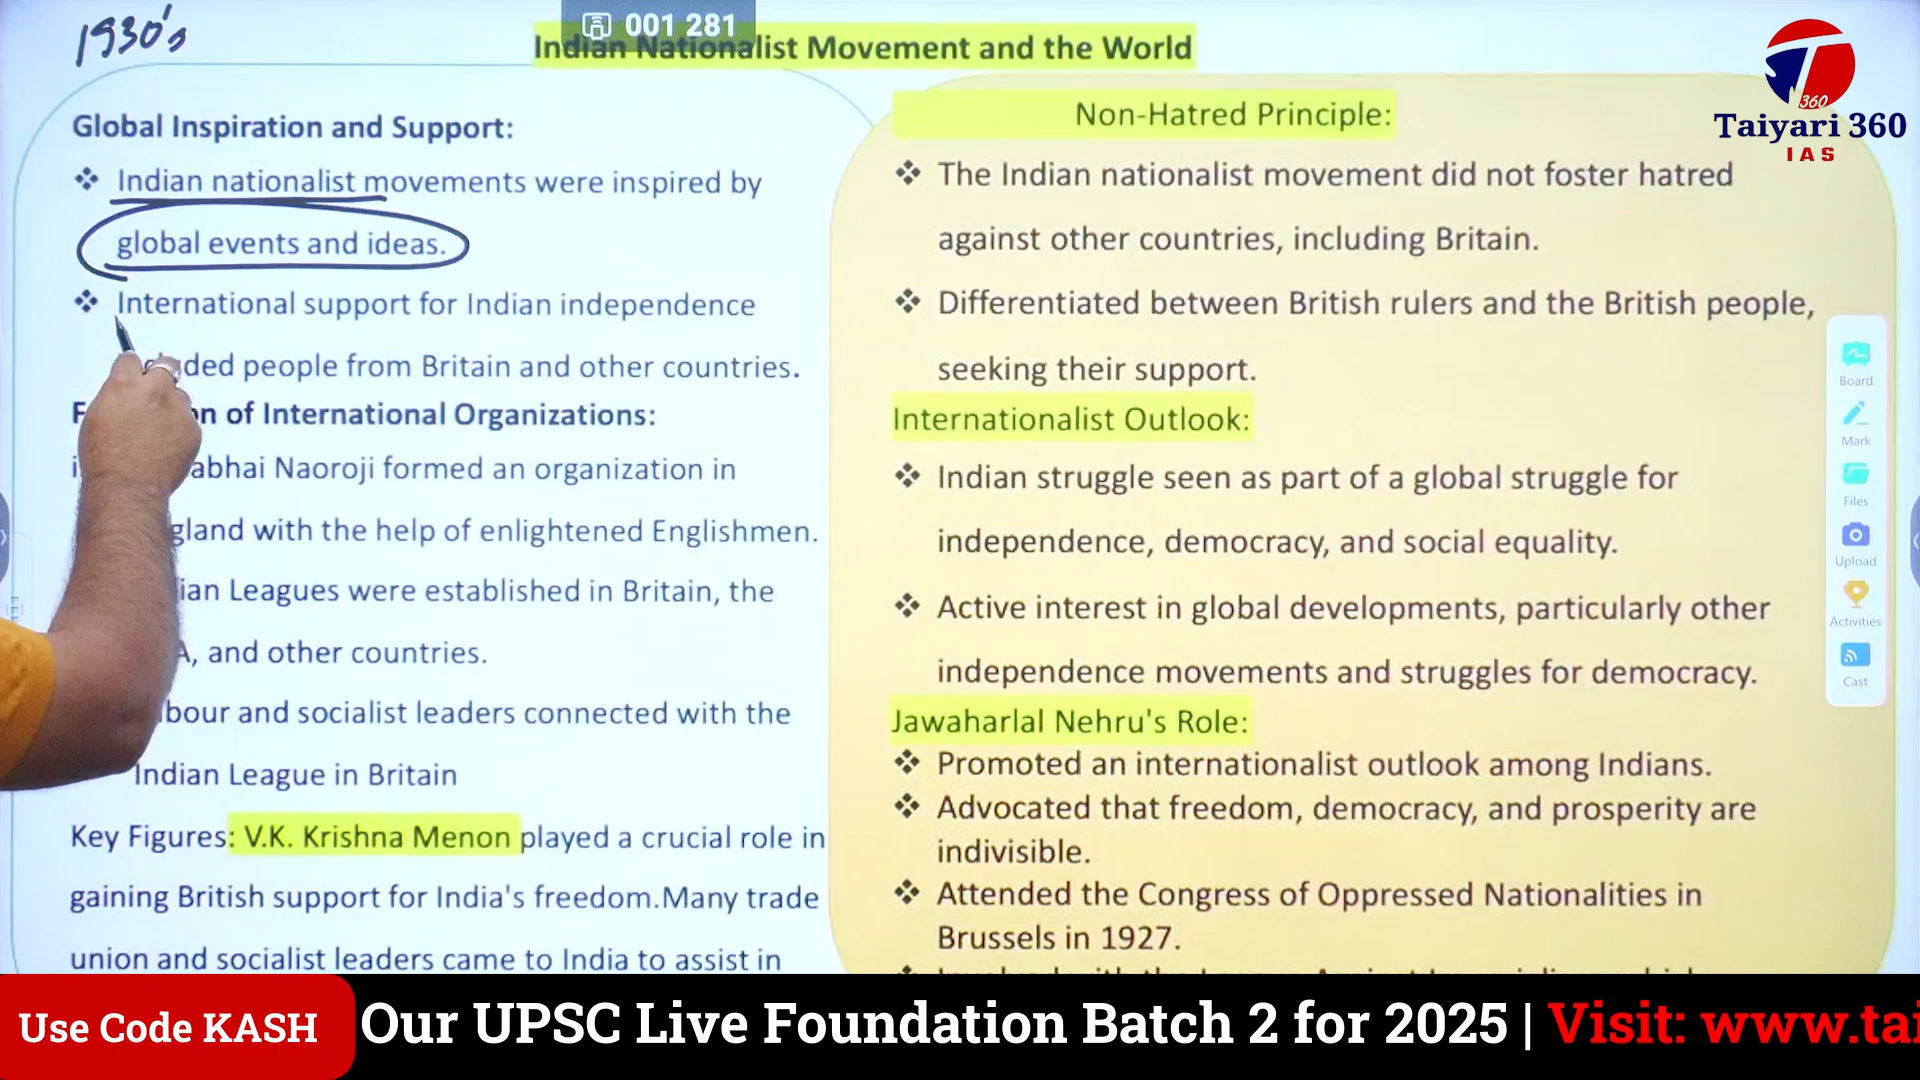 1930's
001 281
Indian Nationalist Movement and the World
360
Taiyari 360
IAS
Global Inspiration and Support:
Indian nationalist movements were inspired by
global events and ideas.
International support for Indian independence
people from Britain and other countries.
of International Organizations:
Naoroji formed an organization in
with the help of enlightened Englishmen.
Leagues were established in Britain, the
and other countries.
and socialist leaders connected with the
Indian League in Britain
Key Figures: V.K. Krishna Menon played a crucial role in
gaining British support for India's freedom.Many trade
union and socialist leaders came to India to assist in
Non-Hatred Principle:
The Indian nationalist movement did not foster hatred
against other countries, including Britain.
Differentiated between British rulers and the British people,
seeking their support.
Internationalist Outlook:
Indian struggle seen as part of a global struggle for
independence, democracy, and social equality.
Active interest in global developments, particularly other
independence movements and struggles for democracy.
Jawaharlal Nehru's Role:
Promoted an internationalist outlook among Indians.
Advocated that freedom, democracy, and prosperity are
indivisible.
Attended the Congress of Oppressed Nationalities in
Brussels in 1927.
Board
Mark
Files
Upload
Activities
Cast
Use Code KASH
Our UPSC Live Foundation Batch 2 for 2025 | Visit: www.tai